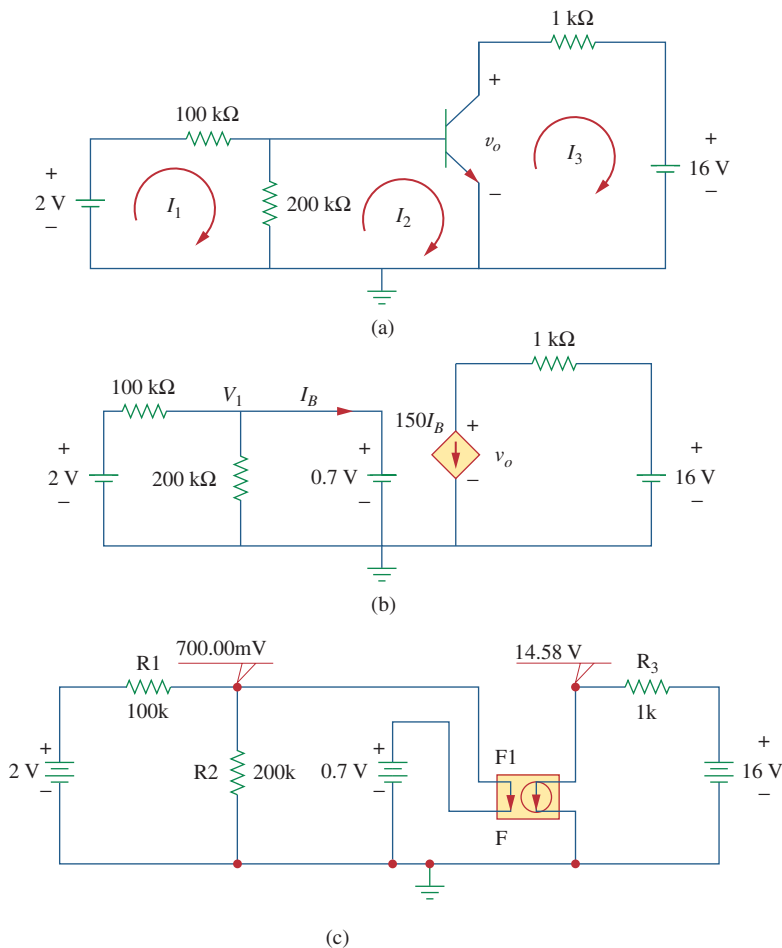 1 kΩ
+
100 kΩ
v_o
I_3
+
16 V
−
+
2 V
−
I_1
200 kΩ
I_2
−
(a)
1 kΩ
100 kΩ
V_1
I_B
150I_B
+
v_o
−
+
2 V
−
200 kΩ
+
0.7 V
−
+
16 V
−
(b)
700.00mV
14.58 V
R1
100k
R_3
1k
+
2 V
−
R2
200k
+
0.7 V
−
F1
F
+
16 V
−
(c)